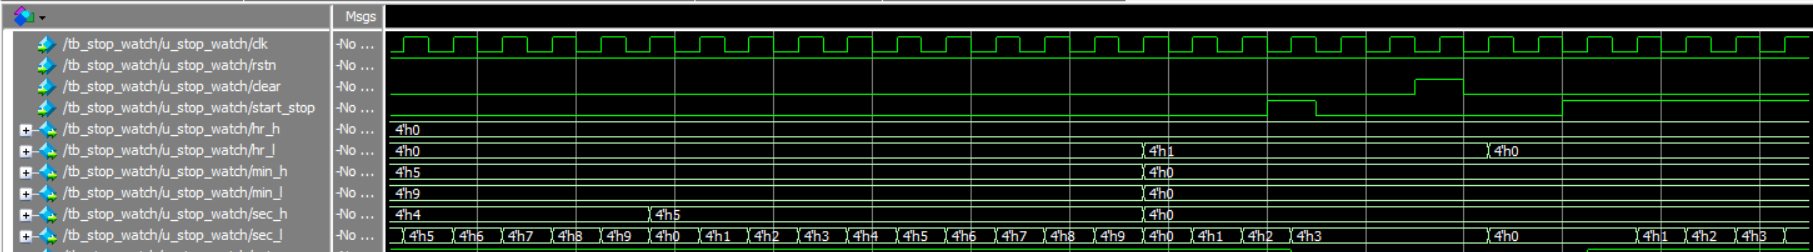 Msgs
/tb_stop_watch/u_stop_watch/clk -No ...
/tb_stop_watch/u_stop_watch/rstn -No ...
/tb_stop_watch/u_stop_watch/clear -No ...
/tb_stop_watch/u_stop_watch/start_stop -No ...
/tb_stop_watch/u_stop_watch/hr_h -No ... 4'h0
/tb_stop_watch/u_stop_watch/hr_l -No ... 4'h0 4'h1 4'h0
/tb_stop_watch/u_stop_watch/min_h -No ... 4'h5 4'h0
/tb_stop_watch/u_stop_watch/min_l -No ... 4'h9 4'h0
/tb_stop_watch/u_stop_watch/sec_h -No ... 4'h4 4'h5 4'h0
/tb_stop_watch/u_stop_watch/sec_l -No ... 4'h5 4'h6 4'h7 4'h8 4'h9 4'h0 4'h1 4'h2 4'h3 4'h4 4'h5 4'h6 4'h7 4'h8 4'h9 4'h0 4'h1 4'h2 4'h3 4'h0 4'h1 4'h2 4'h3